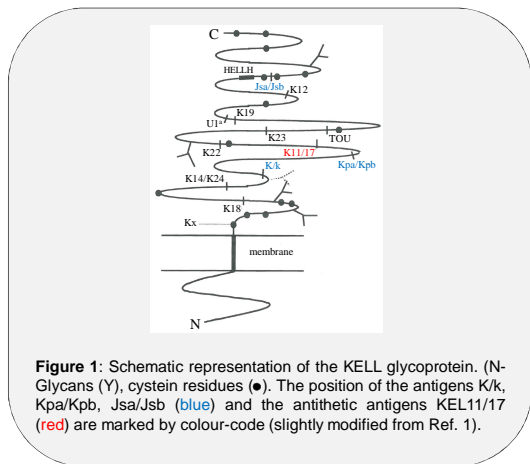 C
HELLH
Jsa/Jsb
K12
K19
U1ª
K23
TOU
K22
K11/17
Kpa/Kpb
K/k
K14/K24
K18
Kx
membrane
N
Figure 1: Schematic representation of the KELL glycoprotein. (N-
Glycans (Y), cystein residues (●). The position of the antigens K/k,
Kpa/Kpb, Jsa/Jsb (blue) and the antithetic antigens KEL11/17
(red) are marked by colour-code (slightly modified from Ref. 1).